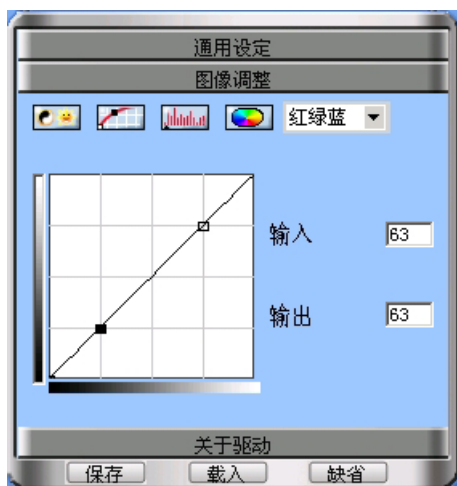 通用设定
图像调整
红绿蓝
输入 63
输出 63
关于驱动
保存 载入 缺省